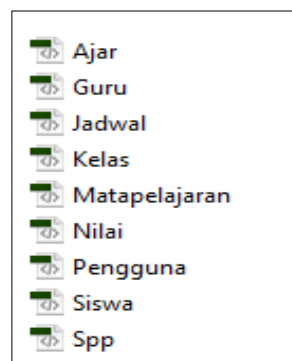 Ajar
Guru
Jadwal
Kelas
Matapelajaran
Nilai
Pengguna
Siswa
Spp